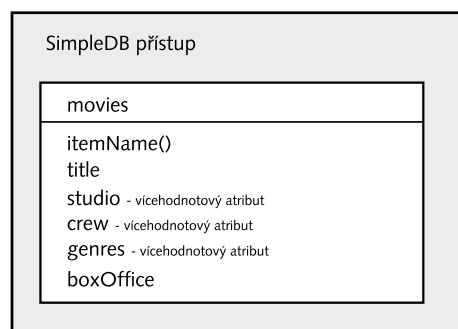 SimpleDB přístup
movies
itemName()
title
studio - vícehodnotový atribut
crew - vícehodnotový atribut
genres - vícehodnotový atribut
boxOffice